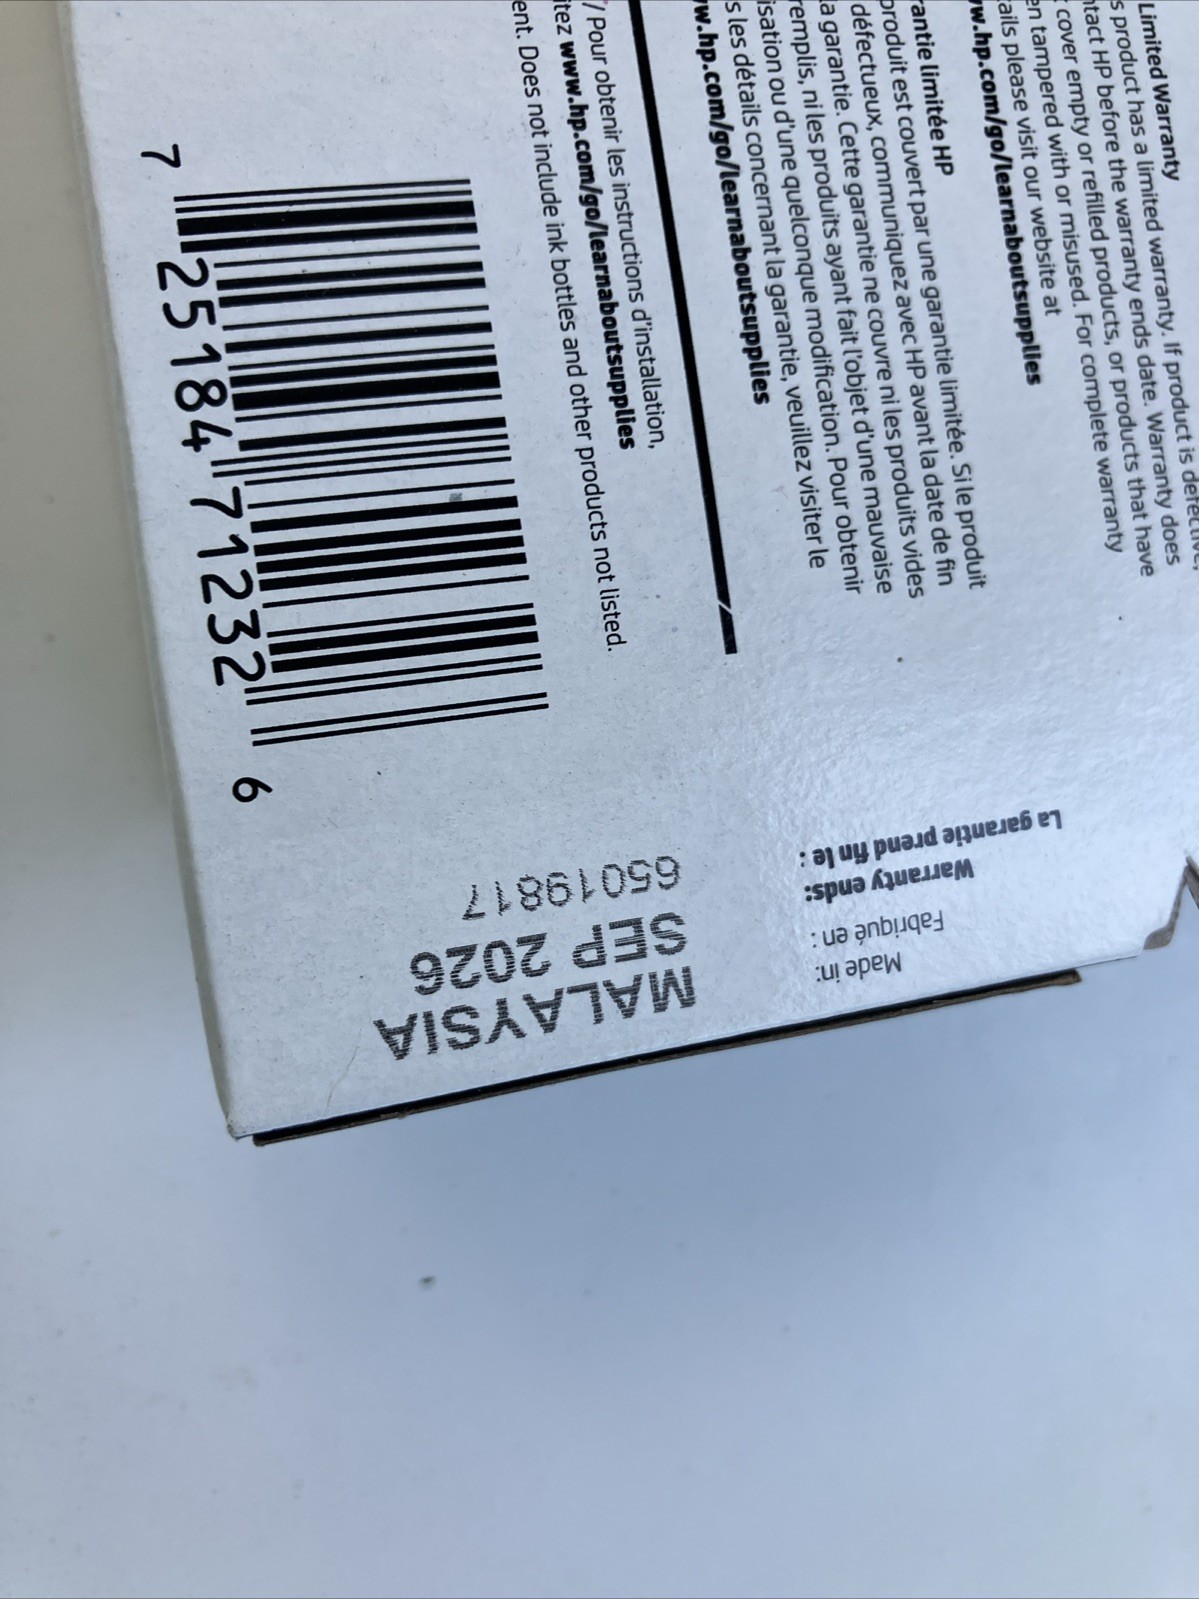 Limited Warranty
s product has a limited warranty. If product is defective,
ntact HP before the warranty ends date. Warranty does
cover empty or refilled products, or products that have
en tampered with or misused. For complete warranty
ails please visit our website at
w.hp.com/go/learnaboutsupplies
rantie limitée HP
produit est couvert par une garantie limitée. Si le produit
défectueux, communiquez avec HP avant la date de fin
a garantie. Cette garantie ne couvre ni les produits vides
remplis, ni les produits ayant fait l'objet d'une mauvaise
isation ou d'une quelconque modification. Pour obtenir
s les détails concernant la garantie, veuillez visiter le
w.hp.com/go/learnaboutsupplies
/ Pour obtenir les instructions d'installation,
itez www.hp.com/go/learnaboutsupplies
ent. Does not include ink bottles and other products not listed.
7 25184 71232 6
Made in: MALAYSIA
Fabriqué en :
Warranty ends: SEP 2026
La garantie prend fin le :
65019817